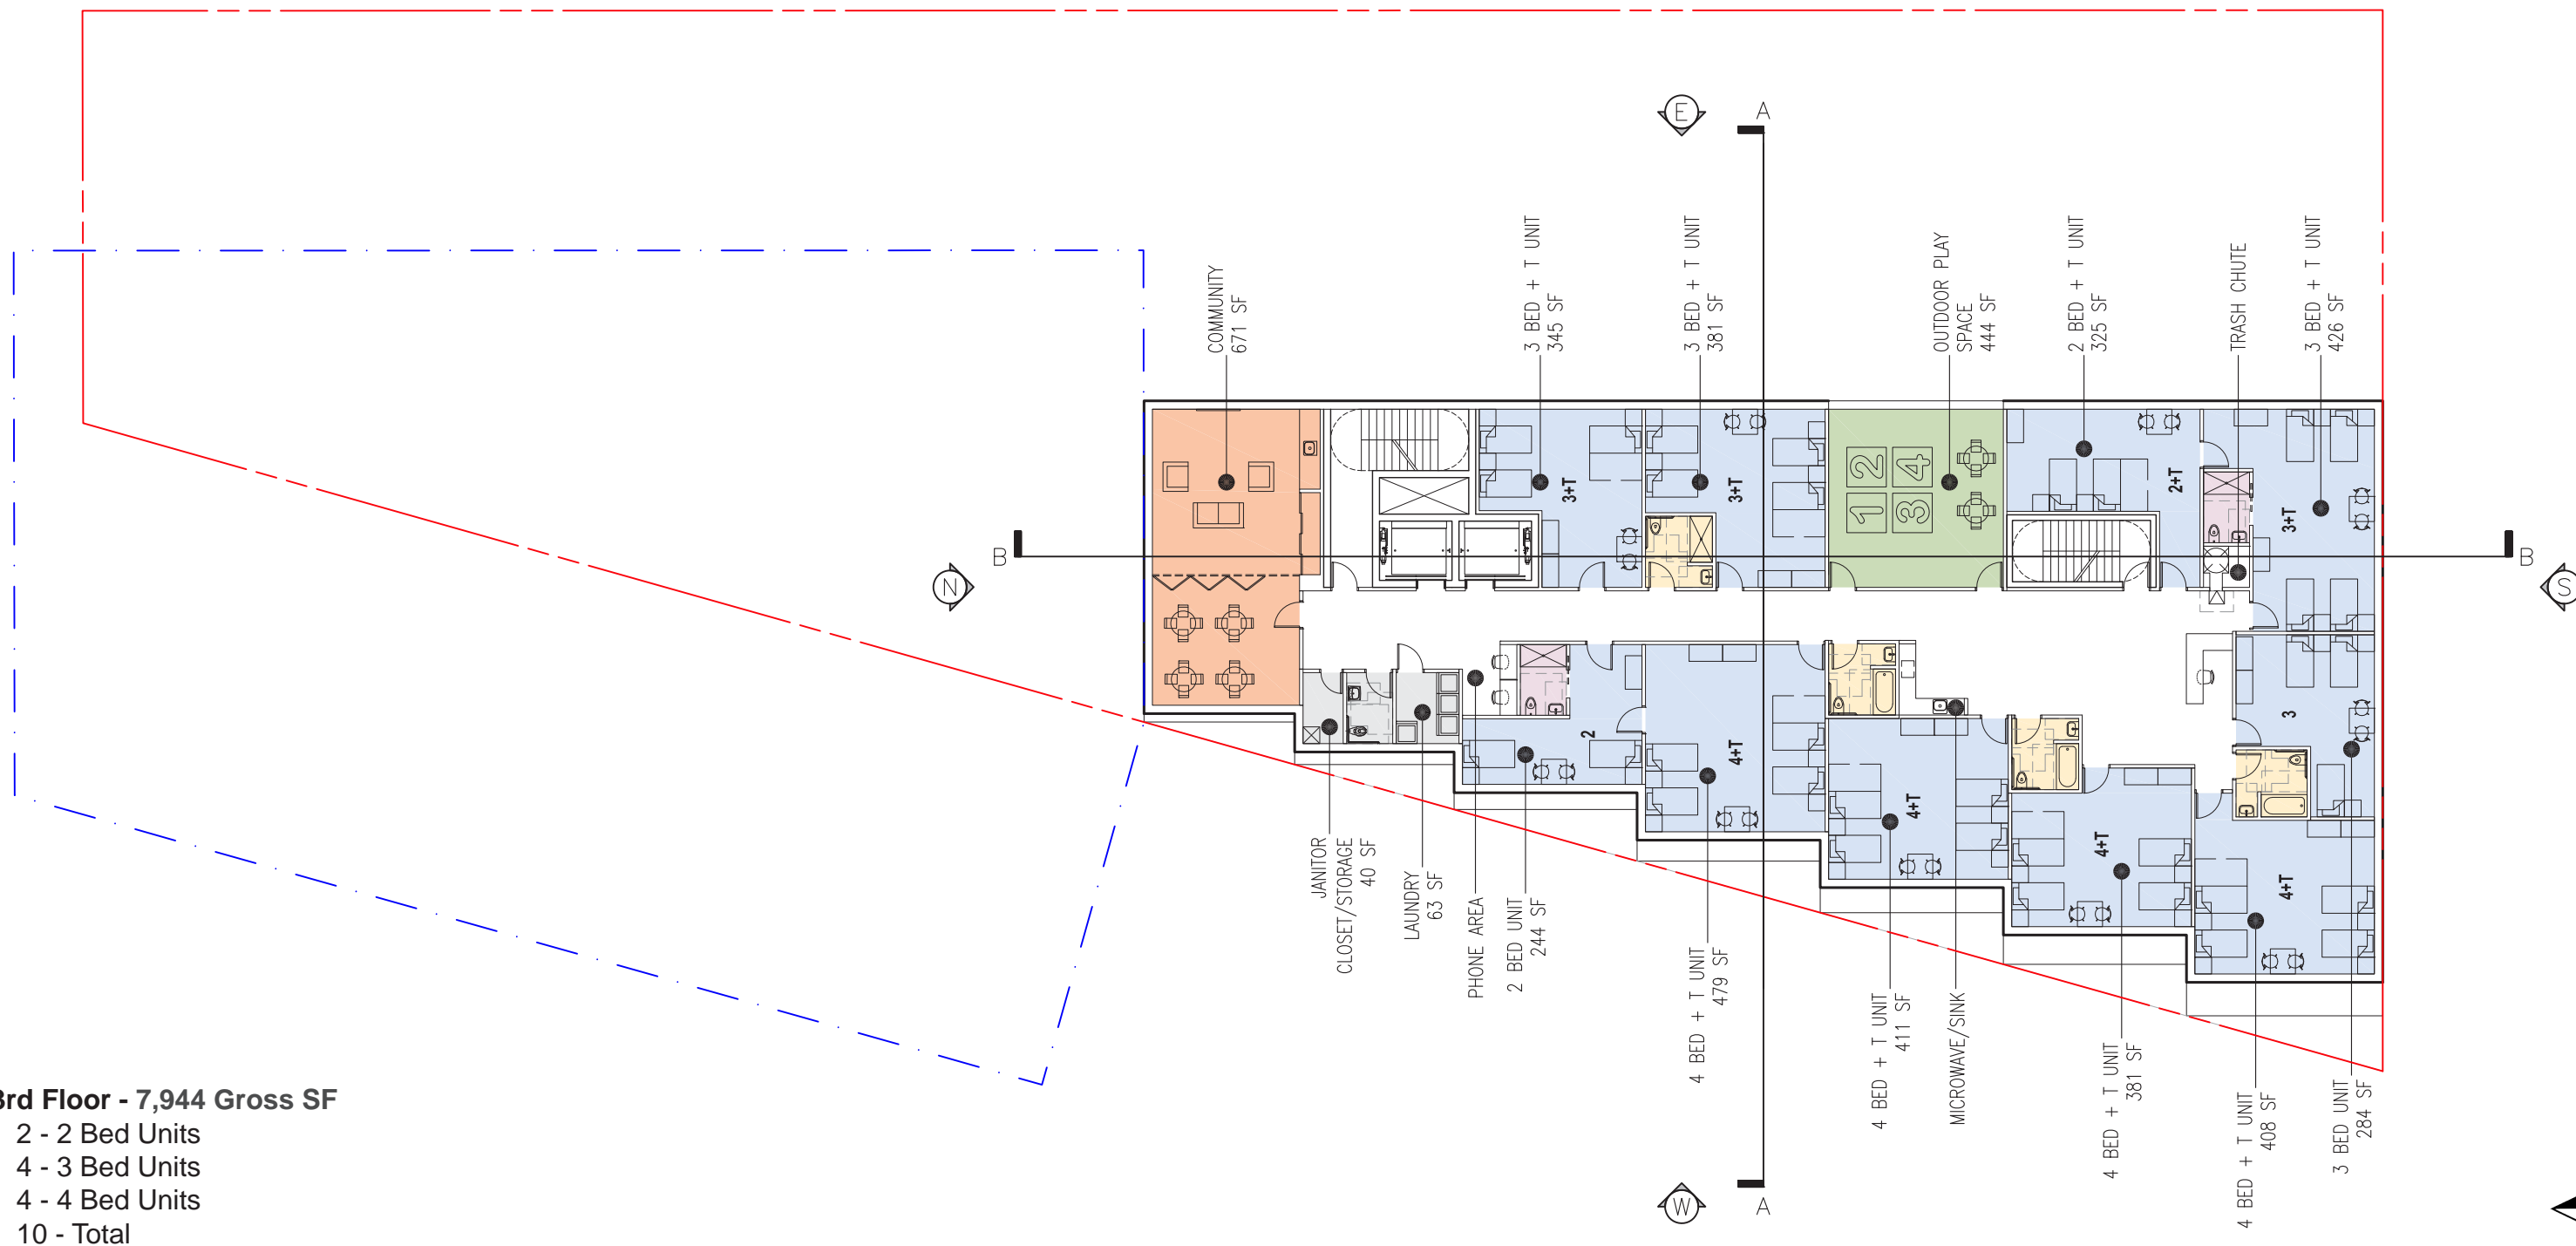 E
A
COMMUNITY
671 SF
3 BED + T UNIT
345 SF
3 BED + T UNIT
381 SF
OUTDOOR PLAY
SPACE
444 SF
2 BED + T UNIT
325 SF
TRASH CHUTE
3 BED + T UNIT
426 SF
1 2
3 4
3+T
3+T
2+T
3+T
B
B
N
S
2
4+T
4+T
4+T
4+T
3
JANITOR
CLOSET/STORAGE
40 SF
LAUNDRY
63 SF
PHONE AREA
2 BED UNIT
244 SF
4 BED + T UNIT
479 SF
4 BED + T UNIT
411 SF
MICROWAVE/SINK
4 BED + T UNIT
381 SF
4 BED + T UNIT
408 SF
3 BED UNIT
284 SF
W
A
3rd Floor - 7,944 Gross SF
2 - 2 Bed Units
4 - 3 Bed Units
4 - 4 Bed Units
10 - Total